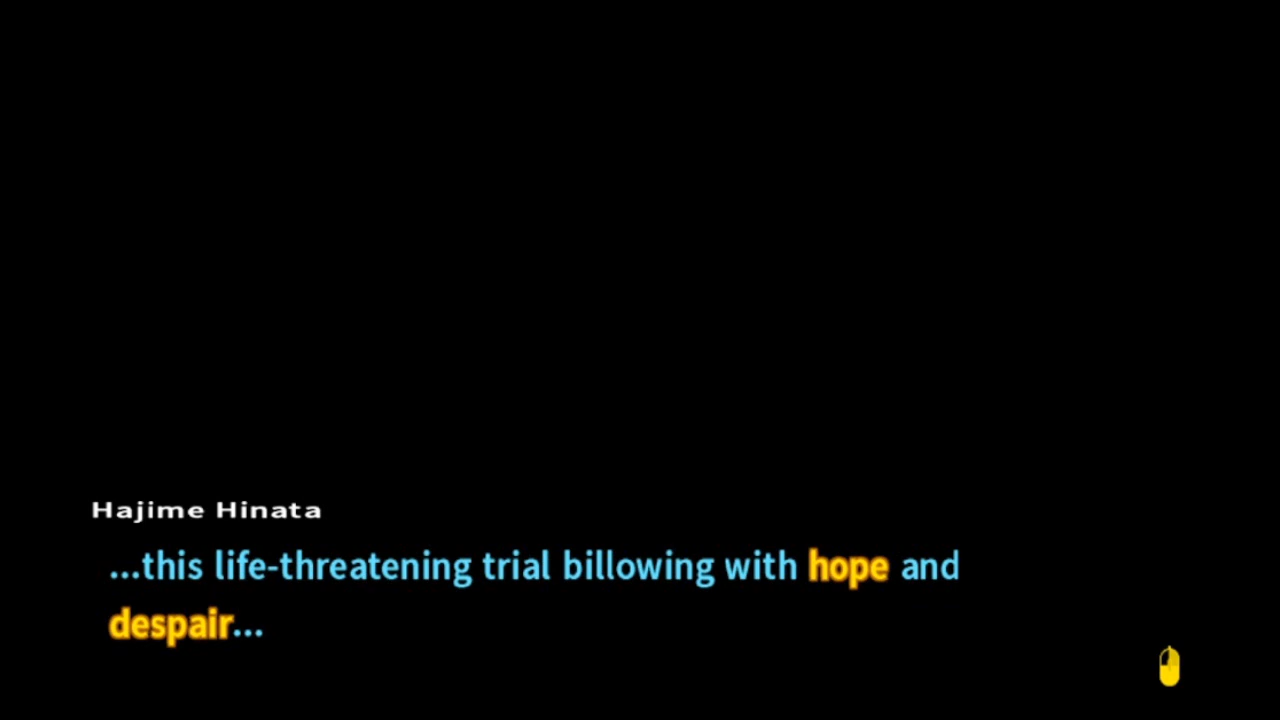 Hajime Hinata
...this life-threatening trial billowing with hope and
despair...